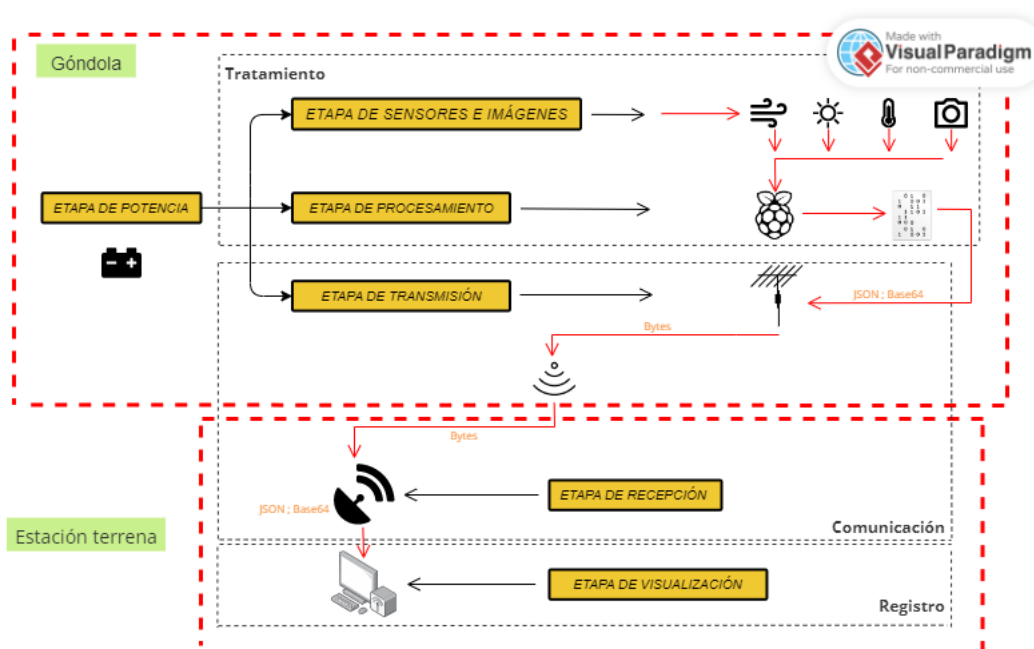 Góndola
Made with
Visual Paradigm
For non-commercial use
Tratamiento
ETAPA DE SENSORES E IMÁGENES
ETAPA DE POTENCIA
ETAPA DE PROCESAMIENTO
ETAPA DE TRANSMISIÓN
JSON ; Base64
Bytes
Bytes
JSON ; Base64
ETAPA DE RECEPCIÓN
Comunicación
Estación terrena
ETAPA DE VISUALIZACIÓN
Registro